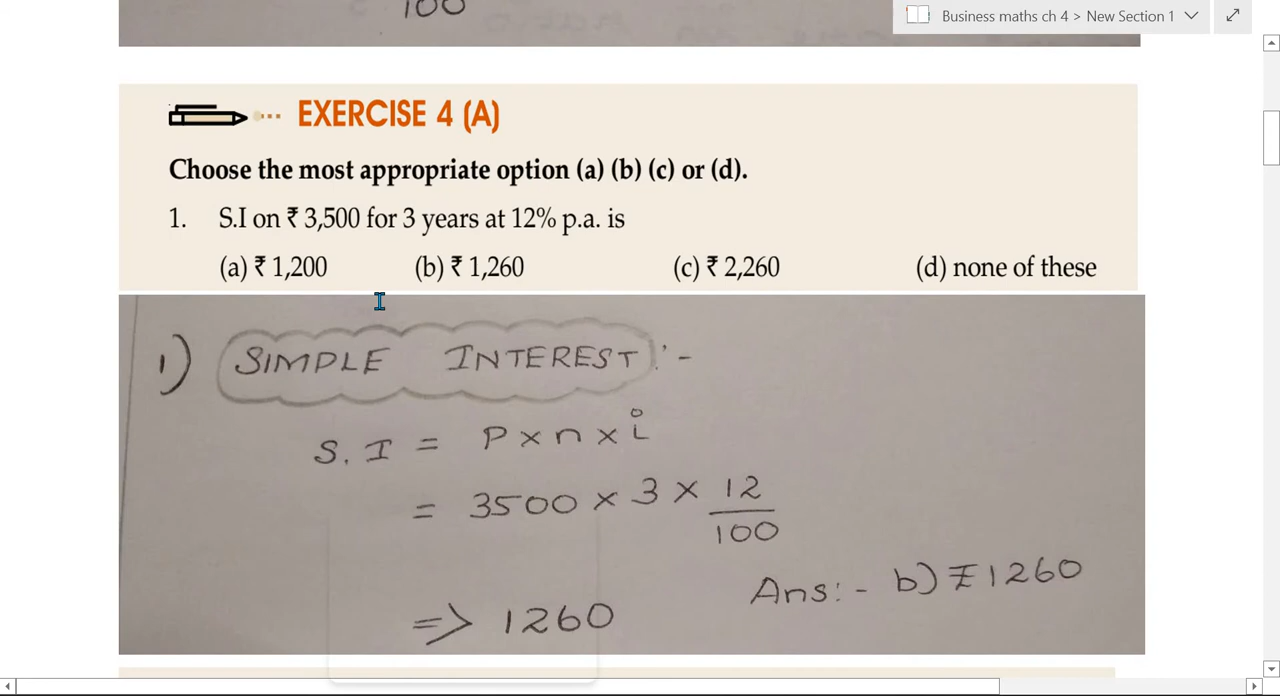 100
Business maths ch 4 > New Section 1
EXERCISE 4 (A)
Choose the most appropriate option (a) (b) (c) or (d).
1. S.I on ₹ 3,500 for 3 years at 12% p.a. is
(a) ₹ 1,200 (b) ₹ 1,260 (c) ₹ 2,260 (d) none of these
1) SIMPLE INTEREST :-
S. I = P x n x i
= 3500 x 3 x 12/100
=> 1260
Ans:- b) ₹1260